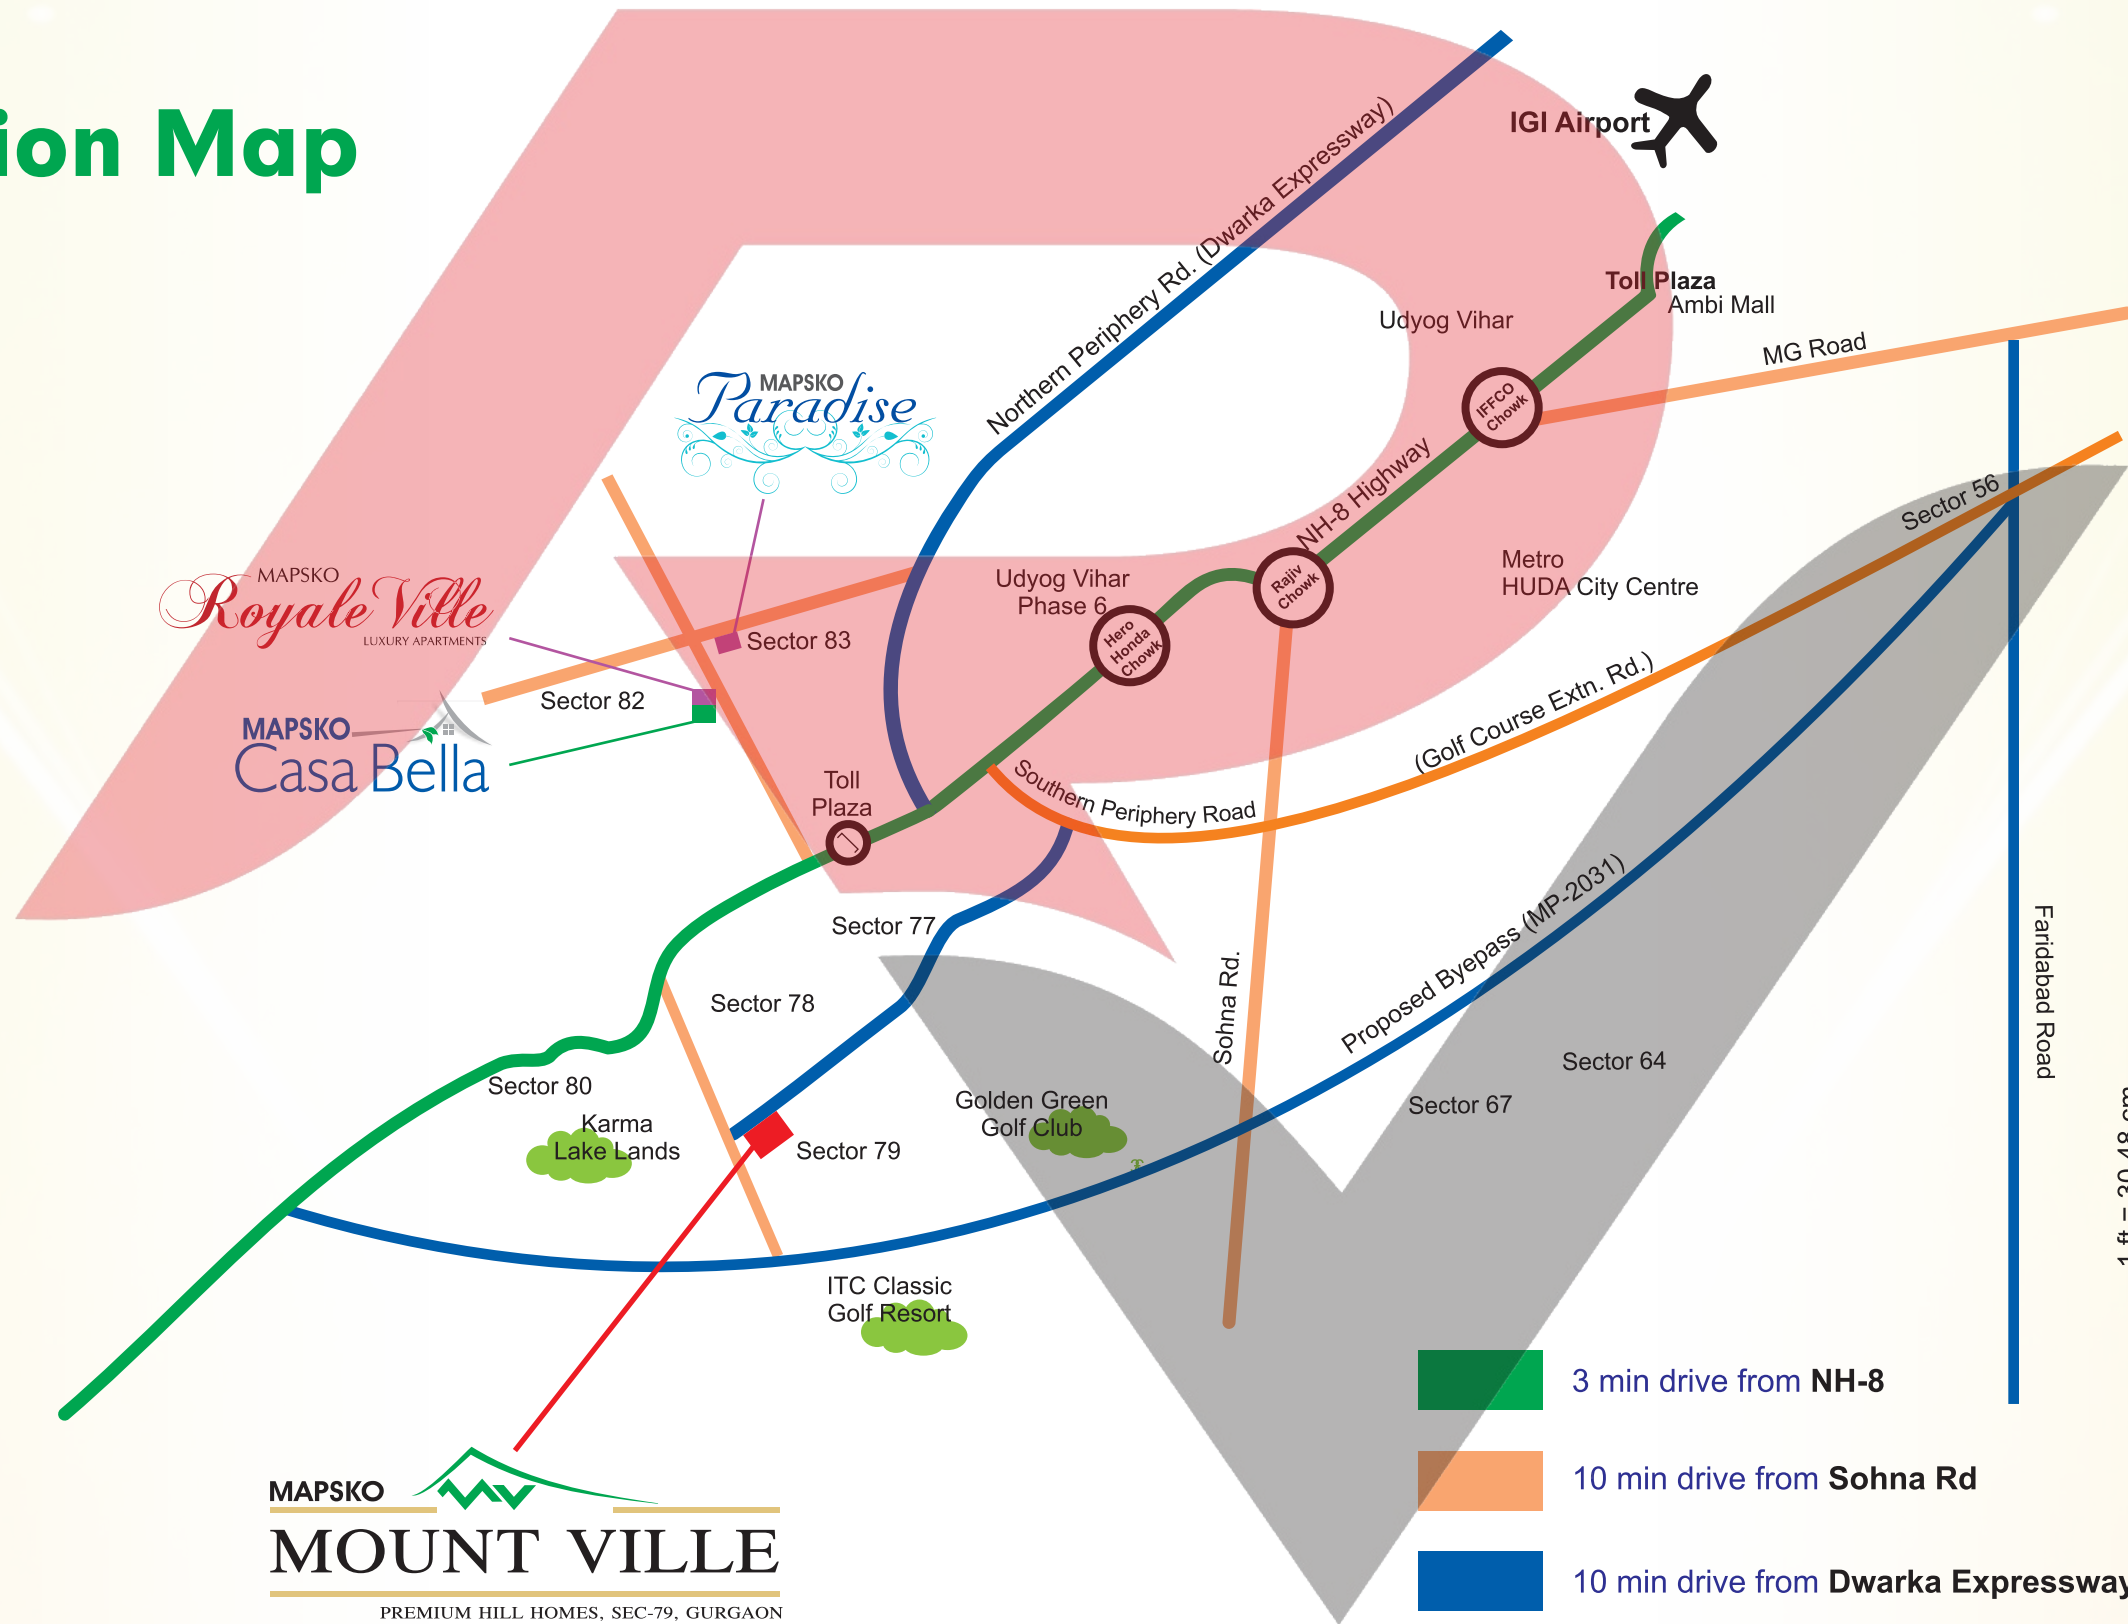 ion Map
IGI Airport
Northern Periphery Rd. (Dwarka Expressway)
Toll Plaza
Ambi Mall
Udyog Vihar
MG Road
IFFCO
Chowk
MAPSKO
Paradise
NH-8 Highway
Sector 56
Metro
HUDA City Centre
Rajiv
Chowk
Udyog Vihar
Phase 6
Hero
Honda
Chowk
MAPSKO
Royale Ville
LUXURY APARTMENTS
Sector 83
Sector 82
MAPSKO
Casa Bella
Toll
Plaza
Southern Periphery Road
(Golf Course Extn. Rd.)
Sector 77
Sector 78
Sohna Rd.
Proposed Byepass (MP-2031)
Faridabad Road
Sector 64
Sector 67
Sector 80
Karma
Lake Lands
Golden Green
Golf Club
Sector 79
ITC Classic
Golf Resort
1 ft = 30.48 cm
3 min drive from NH-8
10 min drive from Sohna Rd
10 min drive from Dwarka Expressway
MAPSKO
MOUNT VILLE
PREMIUM HILL HOMES, SEC-79, GURGAON